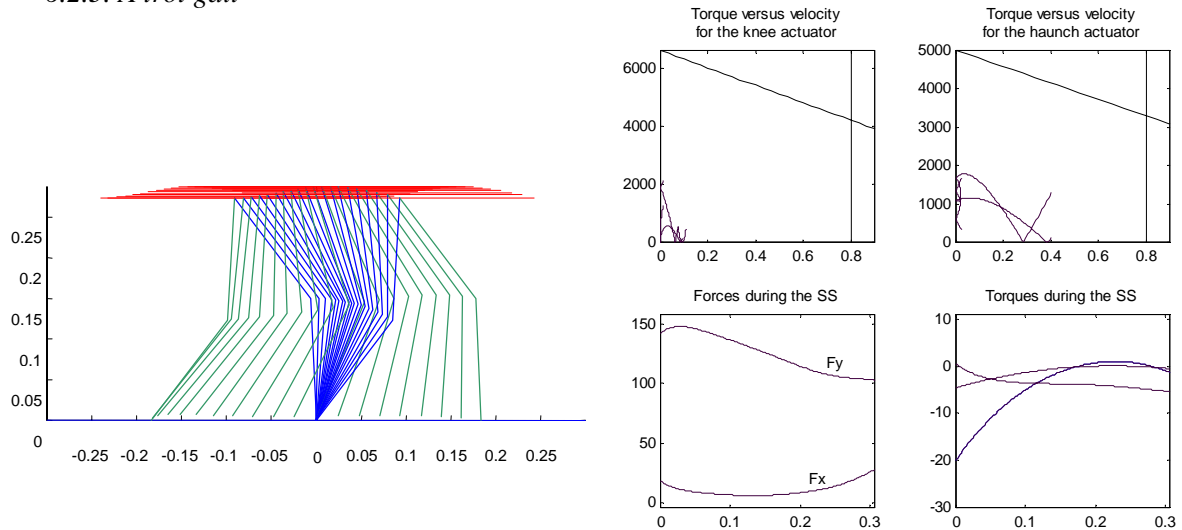 Torque versus velocity
for the knee actuator
6000
4000
2000
0
0 0.2 0.4 0.6 0.8
Torque versus velocity
for the haunch actuator
5000
4000
3000
2000
1000
0
0 0.2 0.4 0.6 0.8
0.25
0.2
0.15
0.1
0.05
0
-0.25 -0.2 -0.15 -0.1 -0.05 0 0.05 0.1 0.15 0.2 0.25
Forces during the SS
150
100
50
0
Fy
Fx
0 0.1 0.2 0.3
Torques during the SS
10
0
-10
-20
-30
0 0.1 0.2 0.3